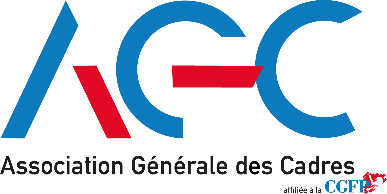 AGC
Association Générale des Cadres
affiliée à la CGFP